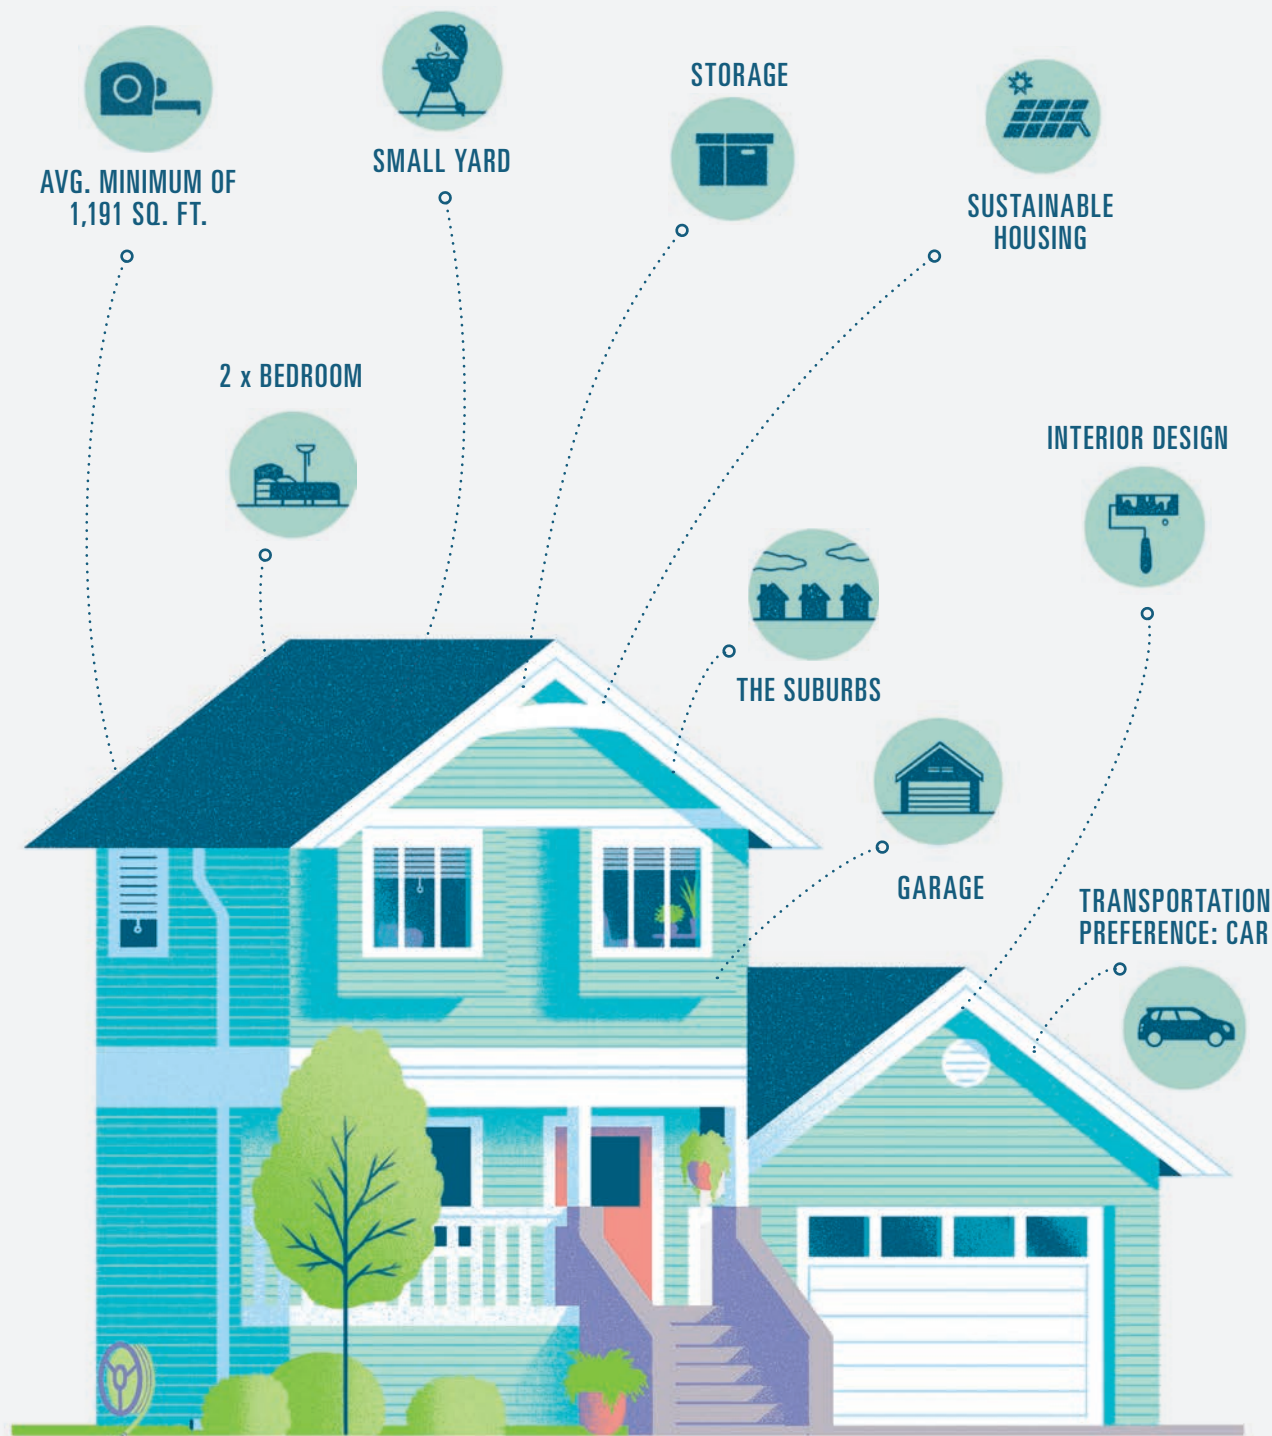 AVG. MINIMUM OF
1,191 SQ. FT.
SMALL YARD
STORAGE
SUSTAINABLE
HOUSING
2 x BEDROOM
INTERIOR DESIGN
THE SUBURBS
GARAGE
TRANSPORTATION
PREFERENCE: CAR